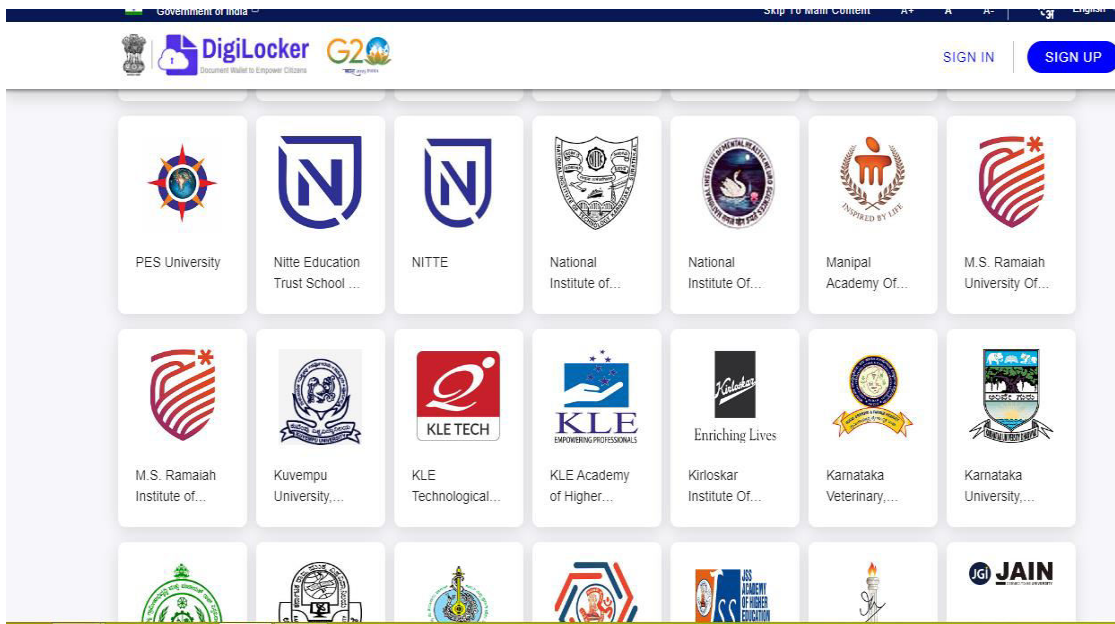 Government of India
Skip To Main Content A+ A A- अ English
DigiLocker
Document Wallet to Empower Citizens
G20
SIGN IN
SIGN UP
N
N
INSPIRED BY LIFE
PES University
Nitte Education
Trust School ...
NITTE
National
Institute of...
National
Institute Of...
Manipal
Academy Of...
M.S. Ramaiah
University Of...
KLE TECH
KLE
EMPOWERING PROFESSIONALS
Kirloskar
Enriching Lives
M.S. Ramaiah
Institute of...
Kuvempu
University,...
KLE
Technological...
KLE Academy
of Higher...
Kirloskar
Institute Of...
Karnataka
Veterinary,...
Karnataka
University,...
JSS
ACADEMY
OF HIGHER
EDUCATION
JGI JAIN